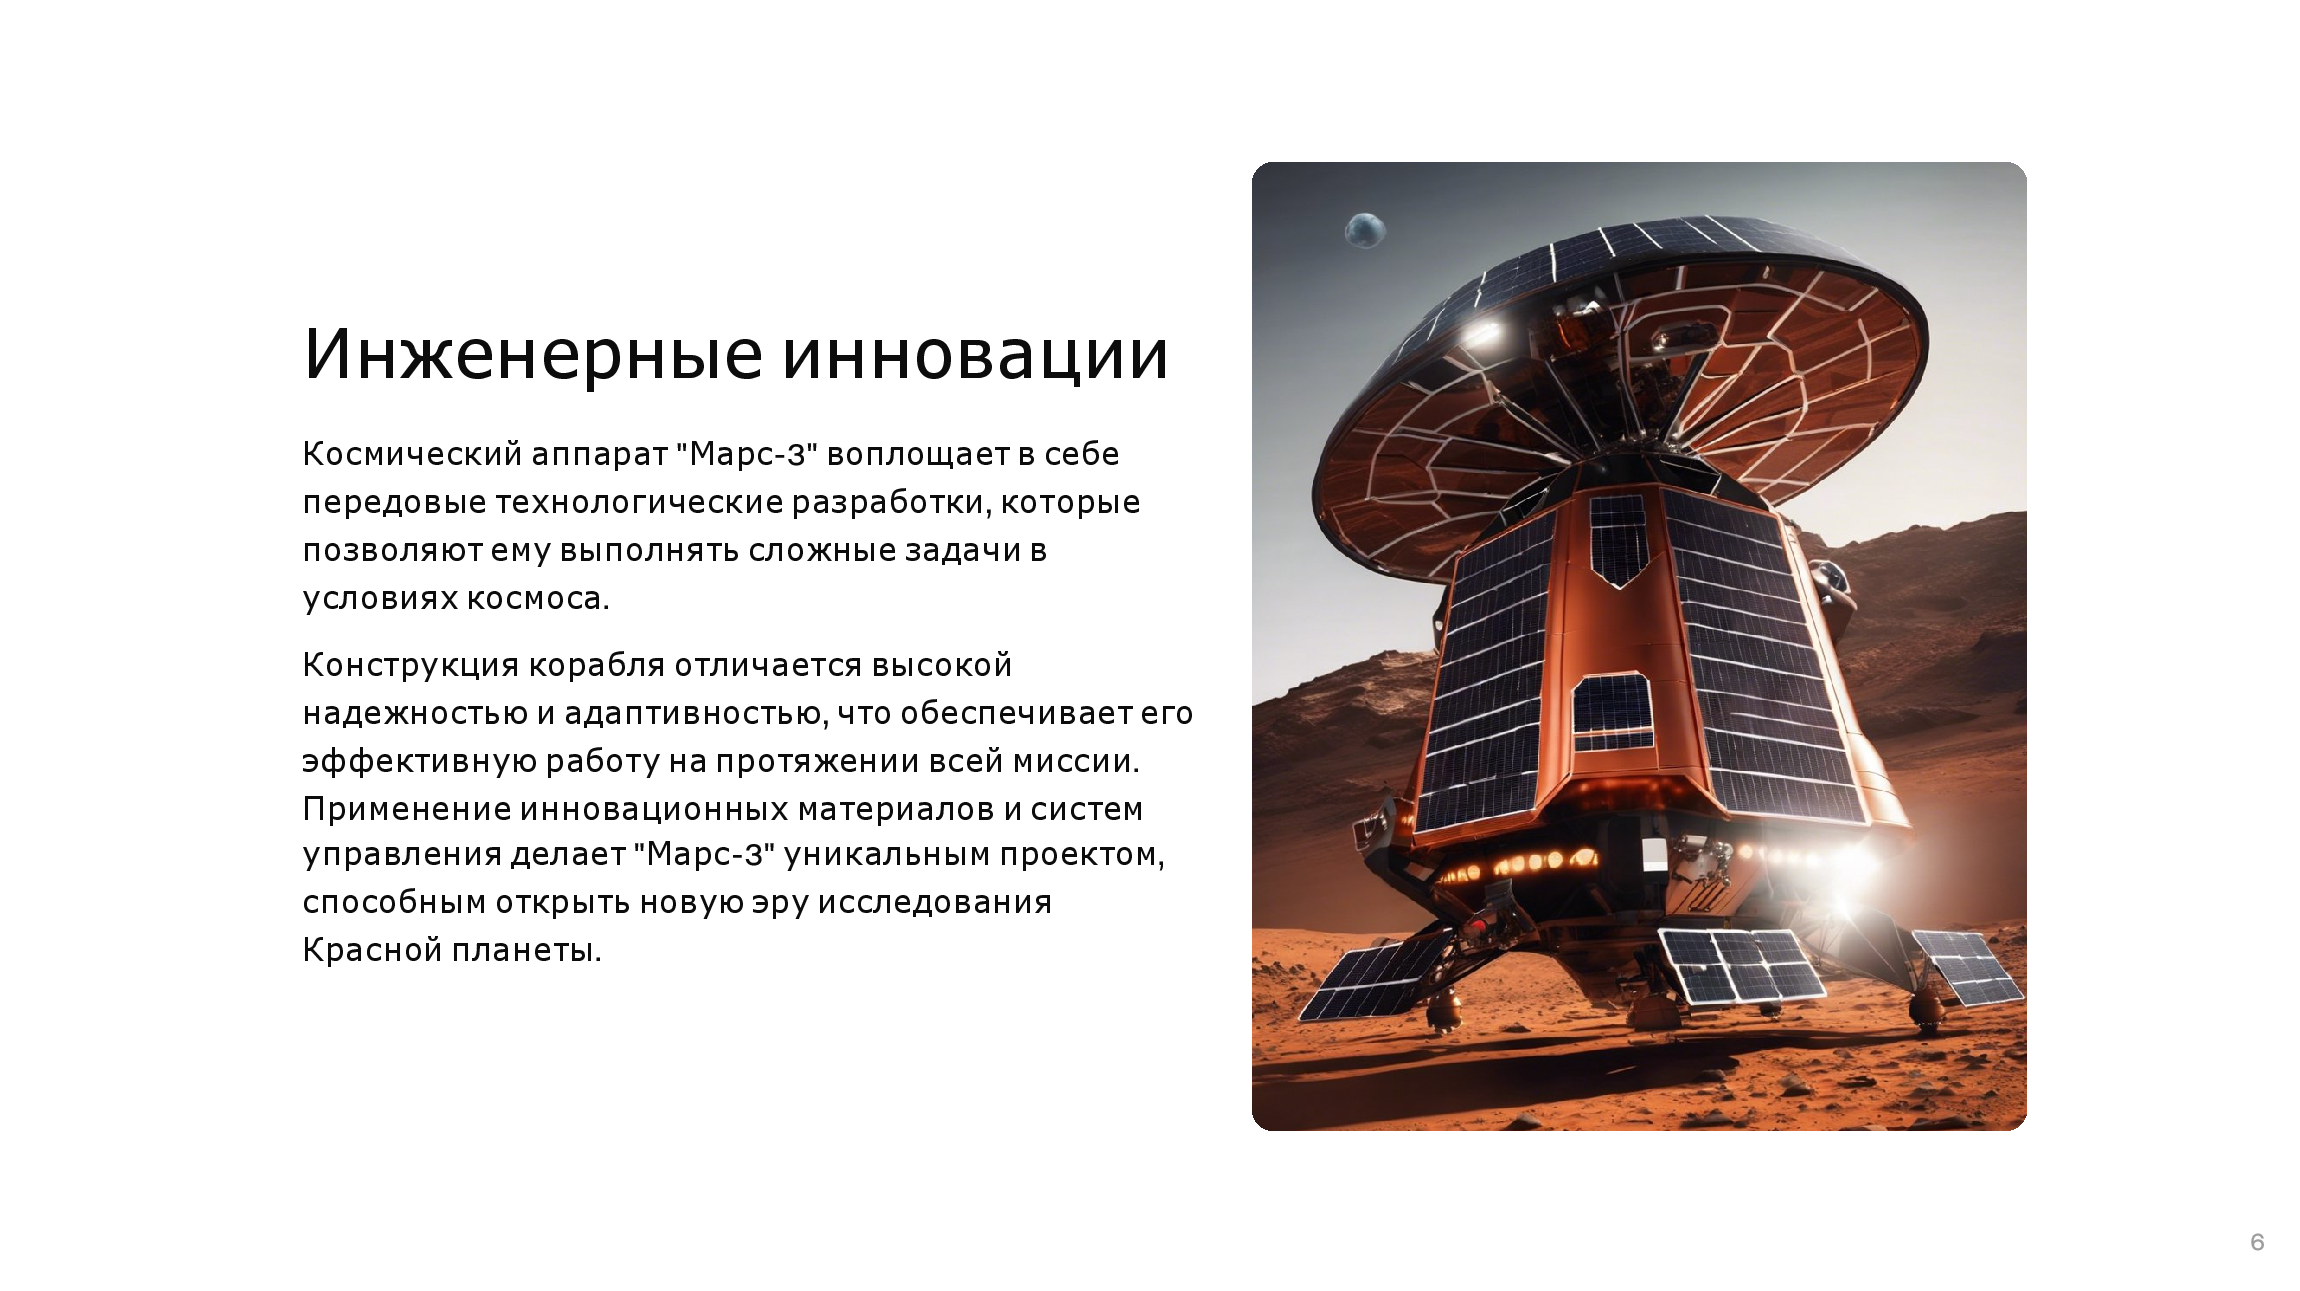 Инженерные инновации
Космический аппарат "Марс-3" воплощает в себе
передовые технологические разработки, которые
позволяют ему выполнять сложные задачи в
условиях космоса.
Конструкция корабля отличается высокой
надежностью и адаптивностью, что обеспечивает его
эффективную работу на протяжении всей миссии.
Применение инновационных материалов и систем
управления делает "Марс-3" уникальным проектом,
способным открыть новую эру исследования
Красной планеты.
6